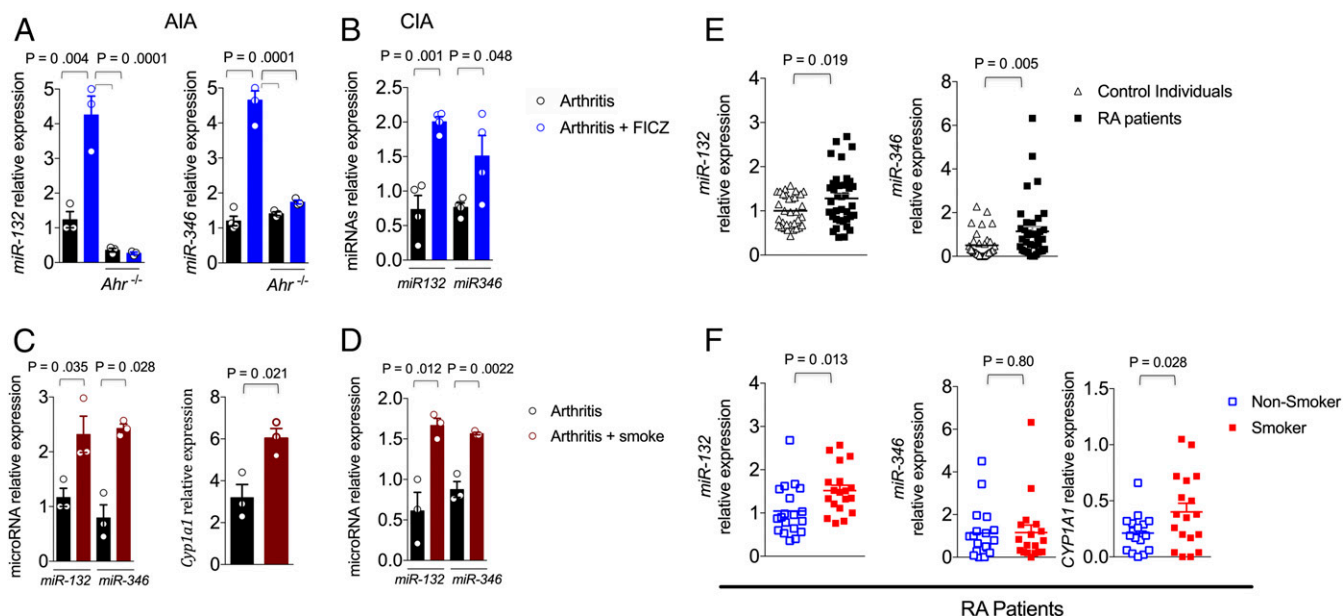 AIA
CIA
A
P = 0 .004
P = 0 .0001
miR-132 relative expression
5
4
3
2
1
0
Ahr -/-
P = 0 .0001
miR-346 relative expression
5
4
3
2
1
0
Ahr -/-
B
P = 0 .001
P = 0 .048
miRNAs relative expression
2.5
2.0
1.5
1.0
0.5
0.0
miR132
miR346
Arthritis
Arthritis + FICZ
C
P = 0 .035
P = 0 .028
microRNA relative expression
3
2
1
0
miR-132
miR-346
P = 0 .021
Cyp1a1 relative expression
8
6
4
2
0
D
P = 0 .012
P = 0 .0022
microRNA relative expression
2.0
1.5
1.0
0.5
0.0
miR-132
miR-346
Arthritis
Arthritis + smoke
E
P = 0 .019
miR-132
relative expression
4
3
2
1
0
P = 0 .005
miR-346
relative expression
8
6
4
2
0
Control Individuals
RA patients
F
P = 0 .013
miR-132
relative expression
4
3
2
1
0
P = 0 .80
miR-346
relative expression
8
6
4
2
0
P = 0.028
CYP1A1 relative expression
1.5
1.0
0.5
0.0
Non-Smoker
Smoker
RA Patients